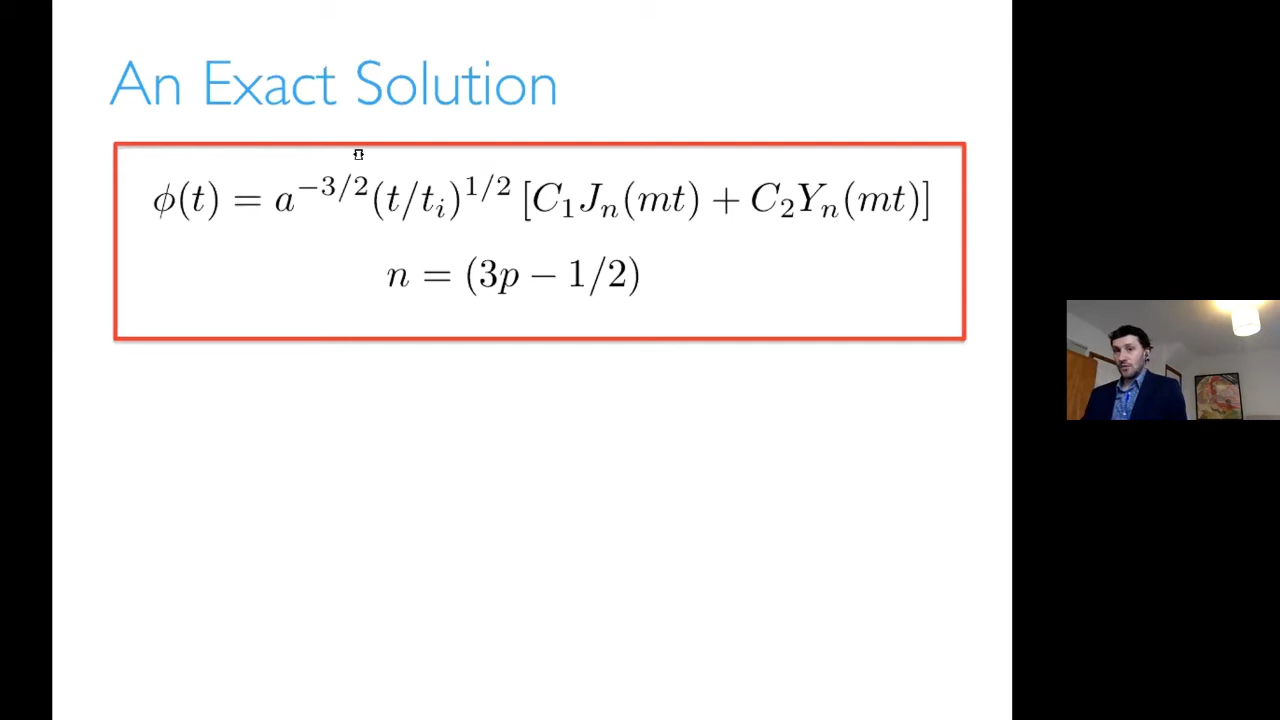 An Exact Solution
ϕ(t) = a^{-3/2}(t/t_i)^{1/2} [C_1 J_n(mt) + C_2 Y_n(mt)]
n = (3p − 1/2)